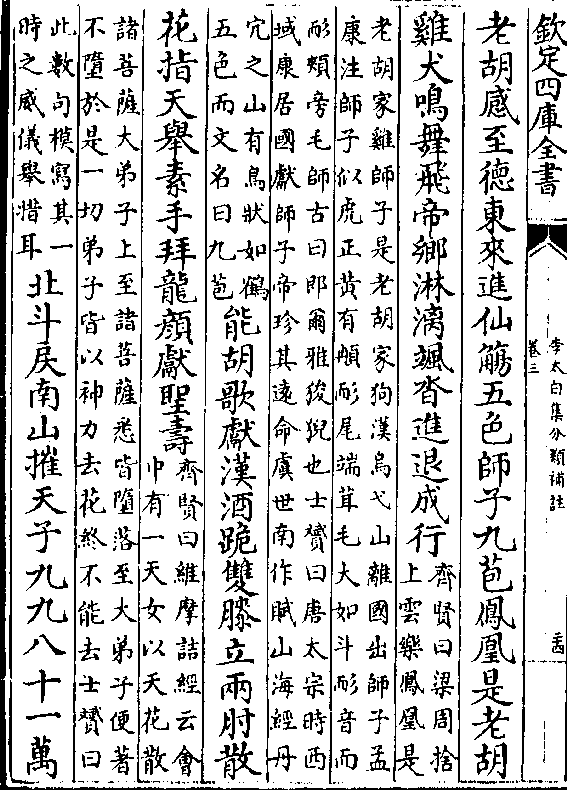 欽定四庫全書
李太白集分類補註
卷三
老胡感至德東來進仙觴五色師子九苞鳳凰是老胡
雞犬鳴舞飛帝鄉淋漓颯沓進退成行
齊賢曰梁周捨
上雲樂鳳凰是
老胡家雞師子是老胡家狗漢烏弋山離國出師子孟
康注師子似虎正黄有耏尾端茸毛大如斗耏音而
耏頰旁毛師古曰即爾雅狻猊也士贇曰唐太宗時西
域康居國獻師子帝珍其遠命虞世南作賦山海經丹
穴之山有鳥狀如鶴
五色而文名曰九苞
能胡歌獻漢酒跪雙膝立兩肘散
花指天舉素手拜龍顔獻聖壽
齊賢曰維摩詰經云會
中有一天女以天花散
諸菩薩大弟子上至諸菩薩悉皆墮落至大弟子便著
不墮於是一切弟子皆以神力去花終不能去士贇曰
此數句模寫其一
時之威儀舉措耳
北斗戾南山摧天子九九八十一萬